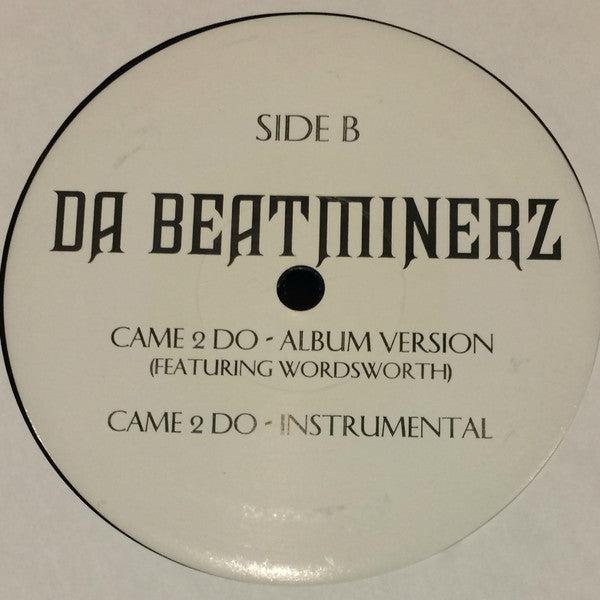 SIDE B
DA BEATMINERZ
CAME 2 DO - ALBUM VERSION
(FEATURING WORDSWORTH)
CAME 2 DO - INSTRUMENTAL